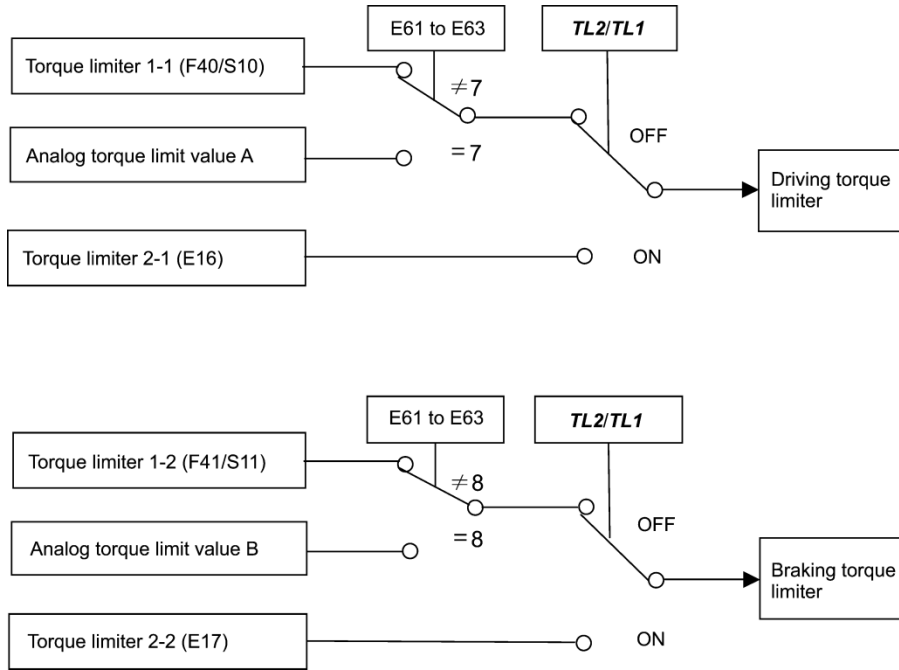 E61 to E63
TL2/TL1
Torque limiter 1-1 (F40/S10)
≠7
Analog torque limit value A
=7
OFF
Driving torque
limiter
Torque limiter 2-1 (E16)
ON
E61 to E63
TL2/TL1
Torque limiter 1-2 (F41/S11)
≠8
Analog torque limit value B
=8
OFF
Braking torque
limiter
Torque limiter 2-2 (E17)
ON